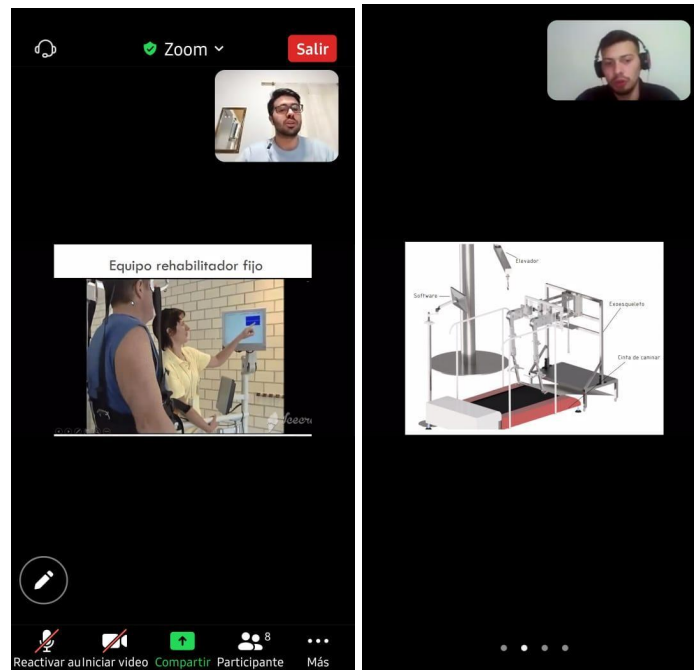 Zoom
Salir
Equipo rehabilitador fijo
Reactivar au
Iniciar video
Compartir
Participante
8
Más
Elevador
Software
Exoesqueleto
Cinta de caminar